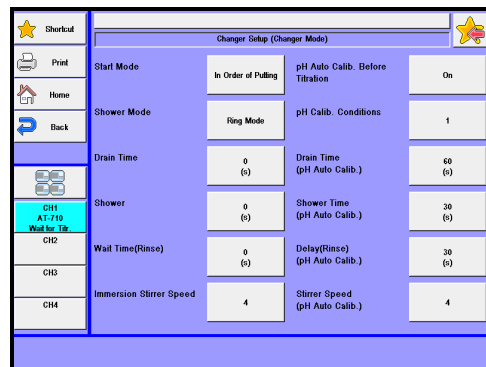 Shortcut
Print
Home
Back
CH1
AT-710
Wait for Titr.
CH2
CH3
CH4
Changer Setup (Changer Mode)
Start Mode
In Order of Putting
pH Auto Calib. Before
Titration
On
Shower Mode
Ring Mode
pH Calib. Conditions
1
Drain Time
0
(s)
Drain Time
(pH Auto Calib.)
60
(s)
Shower
0
(s)
Shower Time
(pH Auto Calib.)
30
(s)
Wait Time(Rinse)
0
(s)
Delay(Rinse)
(pH Auto Calib.)
30
(s)
Immersion Stirrer Speed
4
Stirrer Speed
(pH Auto Calib.)
4